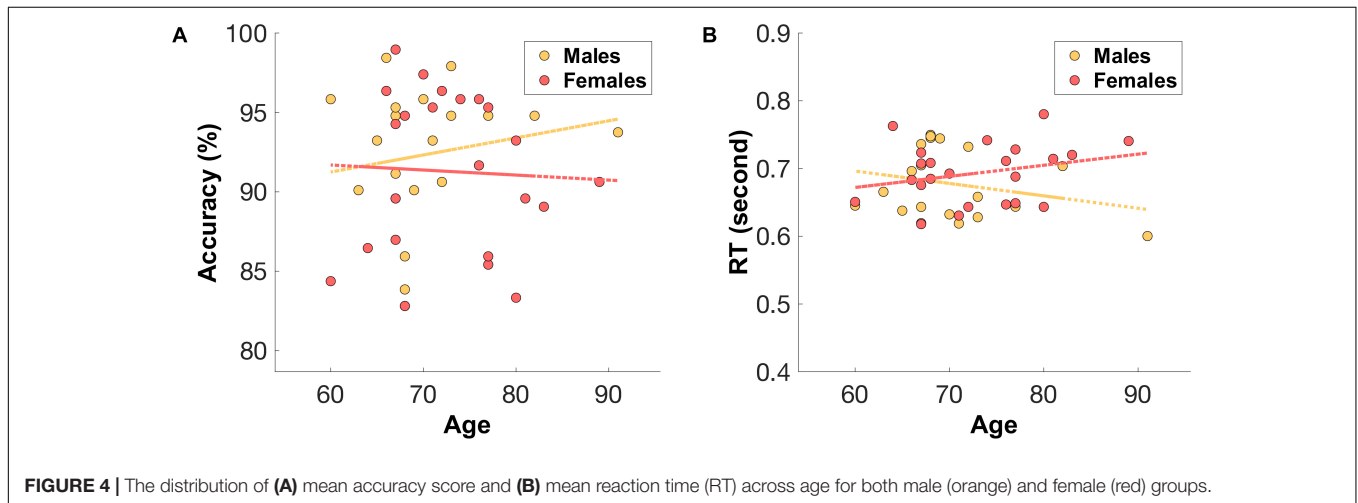 A
100
95
90
85
80
Accuracy (%)
60 70 80 90
Age
Males
Females
B
0.9
0.8
0.7
0.6
0.5
0.4
RT (second)
60 70 80 90
Age
Males
Females
FIGURE 4 | The distribution of (A) mean accuracy score and (B) mean reaction time (RT) across age for both male (orange) and female (red) groups.